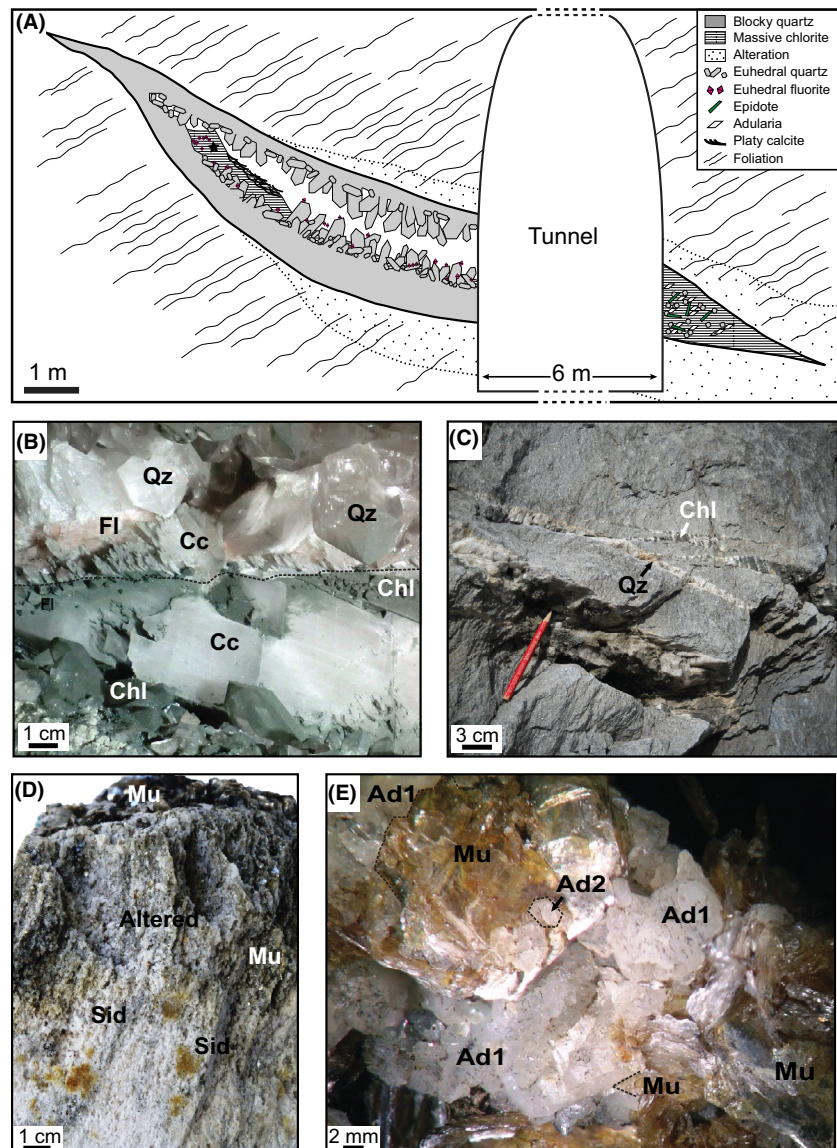 (A)
Blocky quartz
Massive chlorite
Alteration
Euhedral quartz
Euhedral fluorite
Epidote
Adularia
Platy calcite
Foliation
Tunnel
1 m
6 m
(B)
Qz
Fl
Cc
Qz
Chl
Fl
Cc
Chl
1 cm
(C)
Chl
Qz
3 cm
(D)
Mu
Altered
Mu
Sid
Sid
1 cm
(E)
Ad1
Mu
Ad2
Ad1
Ad1
Mu
Mu
2 mm